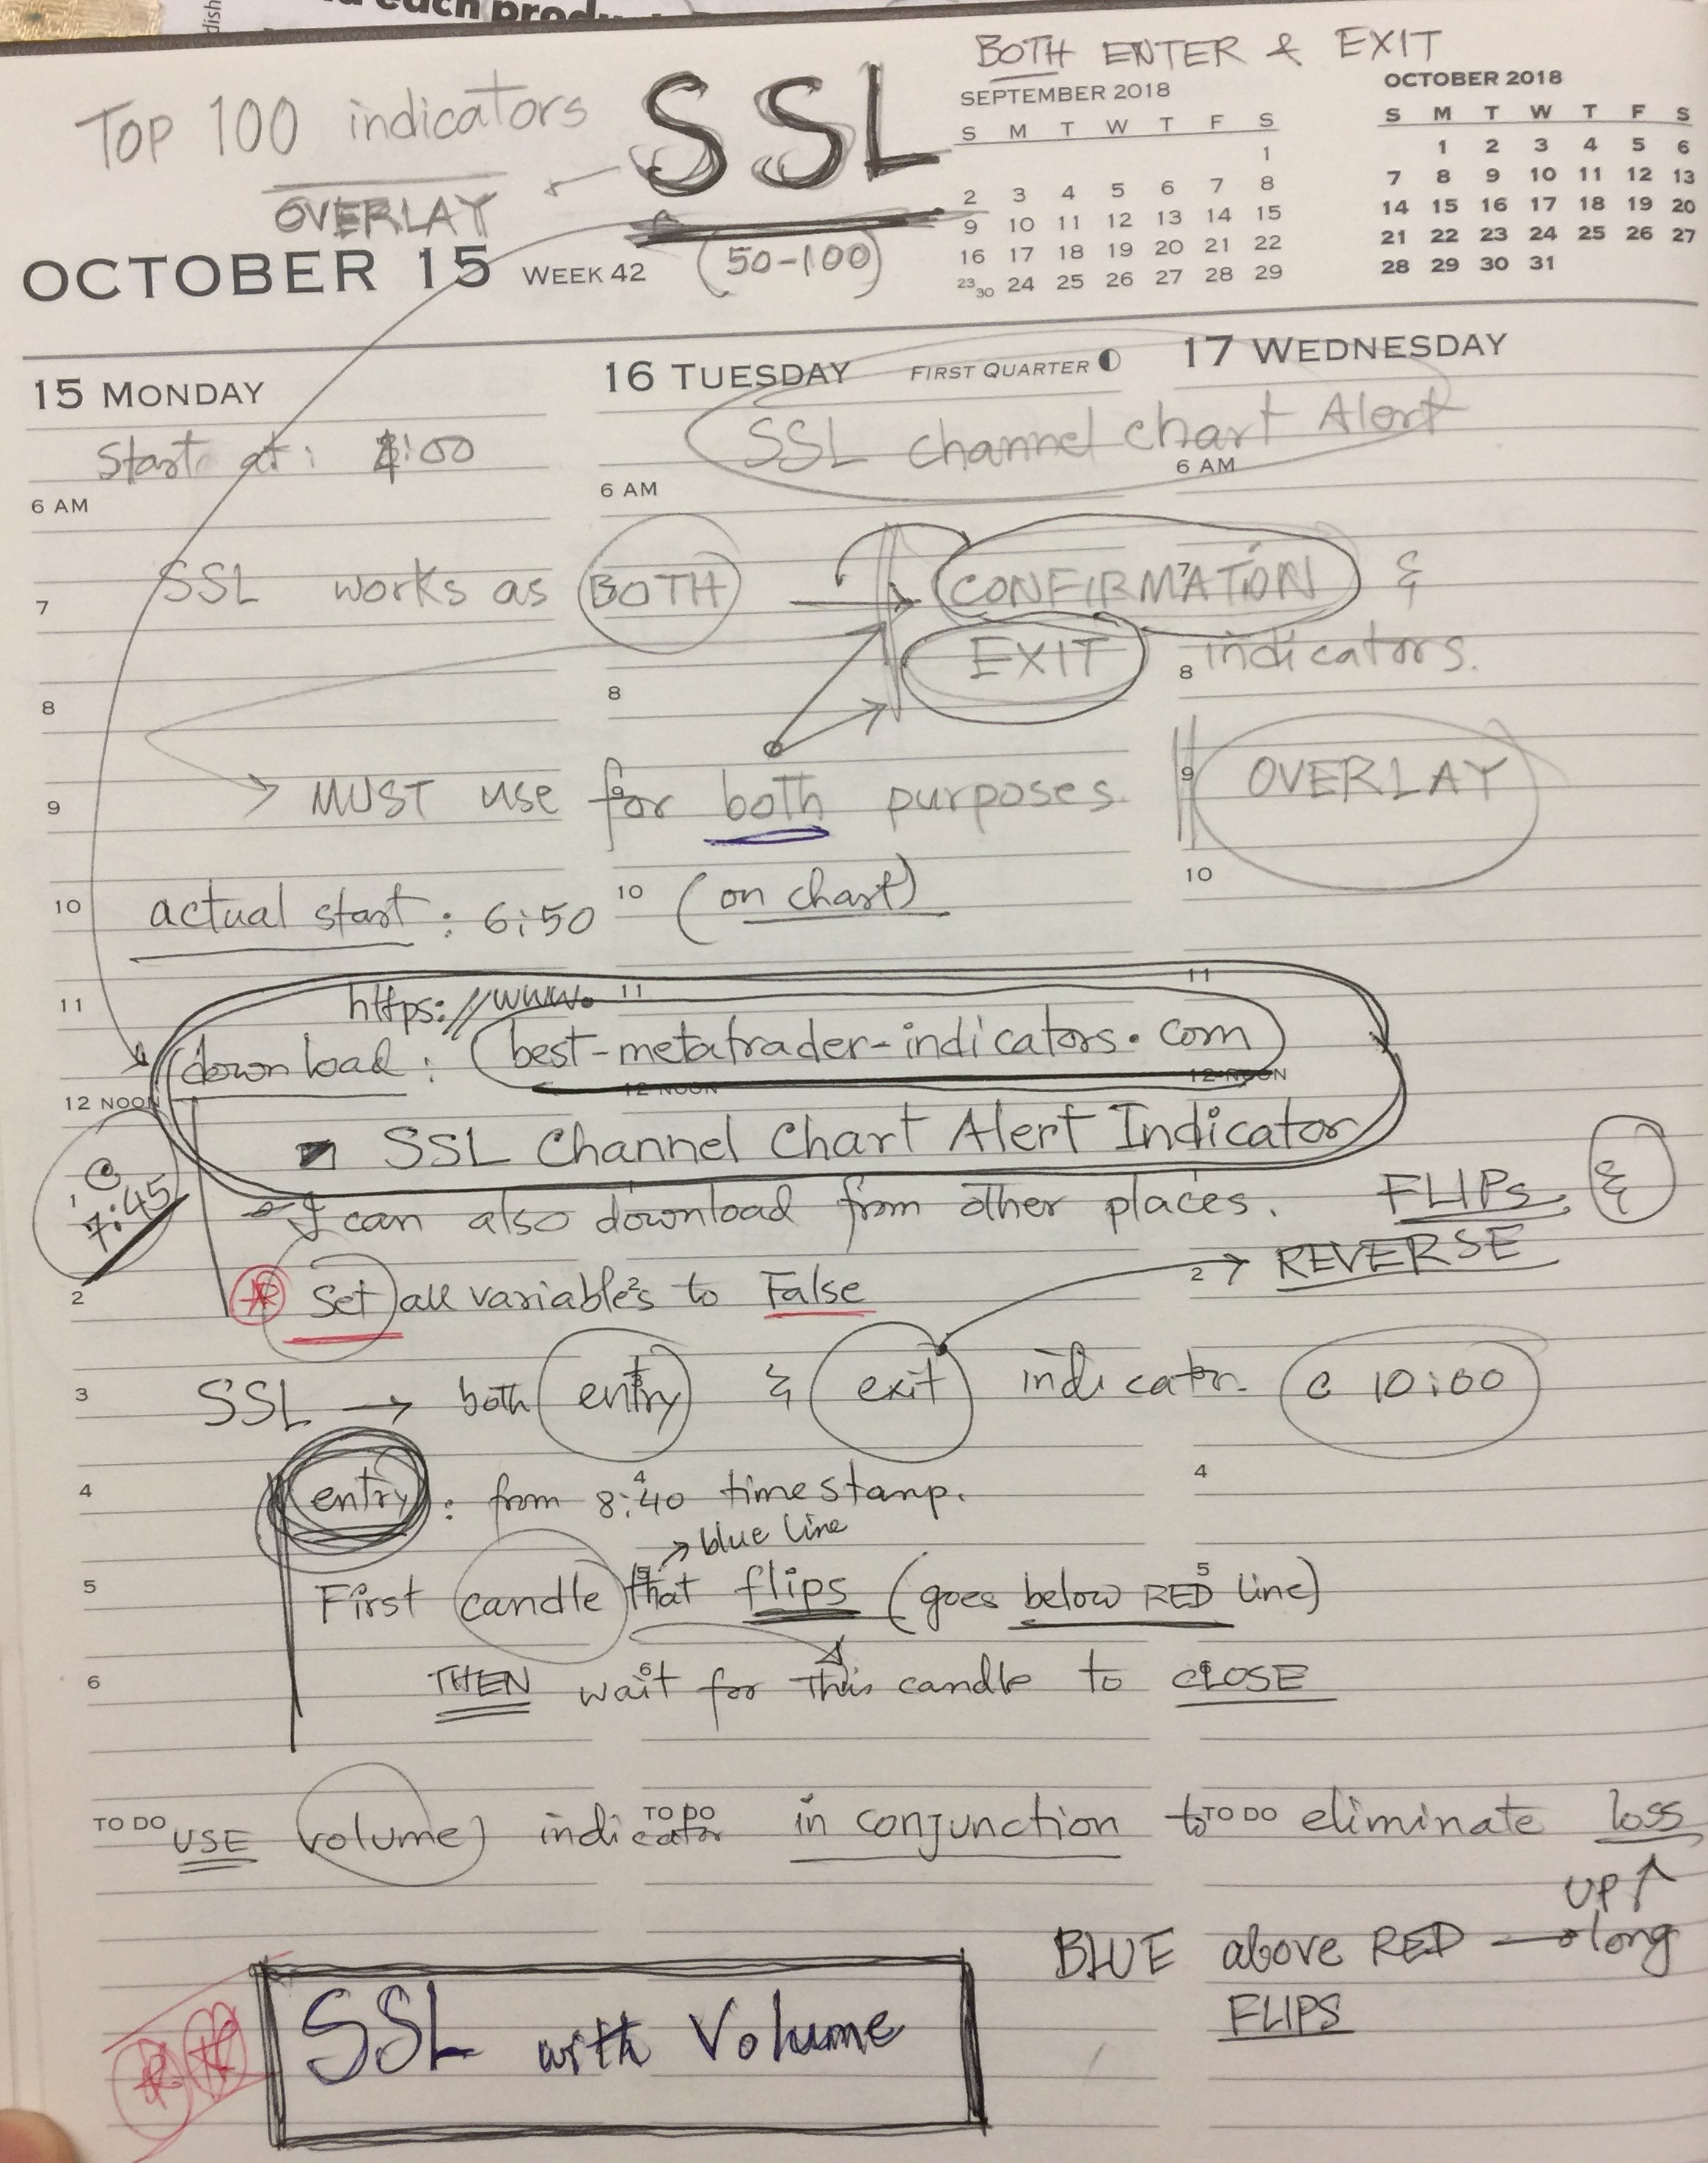 each produ
dish
BOTH ENTER & EXIT
TOP 100 indicators
SSL
OVERLAY
(50-100)
OCTOBER 15 WEEK 42
SEPTEMBER 2018
S M T W T F S
1
2 3 4 5 6 7 8
9 10 11 12 13 14 15
16 17 18 19 20 21 22
23 30 24 25 26 27 28 29
OCTOBER 2018
S M T W T F S
1 2 3 4 5 6
7 8 9 10 11 12 13
14 15 16 17 18 19 20
21 22 23 24 25 26 27
28 29 30 31
15 MONDAY
16 TUESDAY FIRST QUARTER
17 WEDNESDAY
Start at: :00
SSL channel chart Alert
6 AM 6 AM 6 AM
SSL works as BOTH CONFIRMATION &
7 7
EXIT indicators.
8 8 8
MUST use for both purposes OVERLAY
9 9 9
actual start: 6:50 (on chart)
10 10 10
https://www.
11 11 11
download: best-metatrader-indicators.com
12 NOON 12 NOON 12 NOON
SSL Channel Chart Alert Indicator
@ 7:45
1
I can also download from other places. FLIPs &
REVERSE
Set all variables to False
2 2 2
SSL → both entry & exit indicator. @ 10:00
3 3
entry: from 8:40 timestamp.
4 4 4
→ blue line
First candle that flips (goes below RED line)
5 5 5
THEN wait for this candle to CLOSE
6 6 6
TO DO TO DO TO DO
USE volume indicator in conjunction to eliminate loss
UP ↑
BLUE above RED → long
FLIPS
SSL with Volume